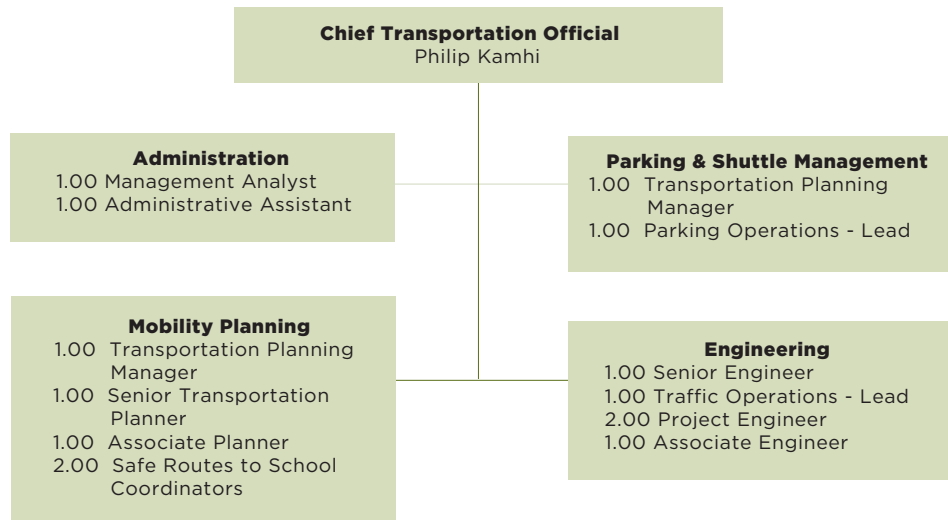 Chief Transportation Official
Philip Kamhi
Administration
1.00 Management Analyst
1.00 Administrative Assistant
Parking & Shuttle Management
1.00 Transportation Planning
Manager
1.00 Parking Operations - Lead
Mobility Planning
1.00 Transportation Planning
Manager
1.00 Senior Transportation
Planner
1.00 Associate Planner
2.00 Safe Routes to School
Coordinators
Engineering
1.00 Senior Engineer
1.00 Traffic Operations - Lead
2.00 Project Engineer
1.00 Associate Engineer